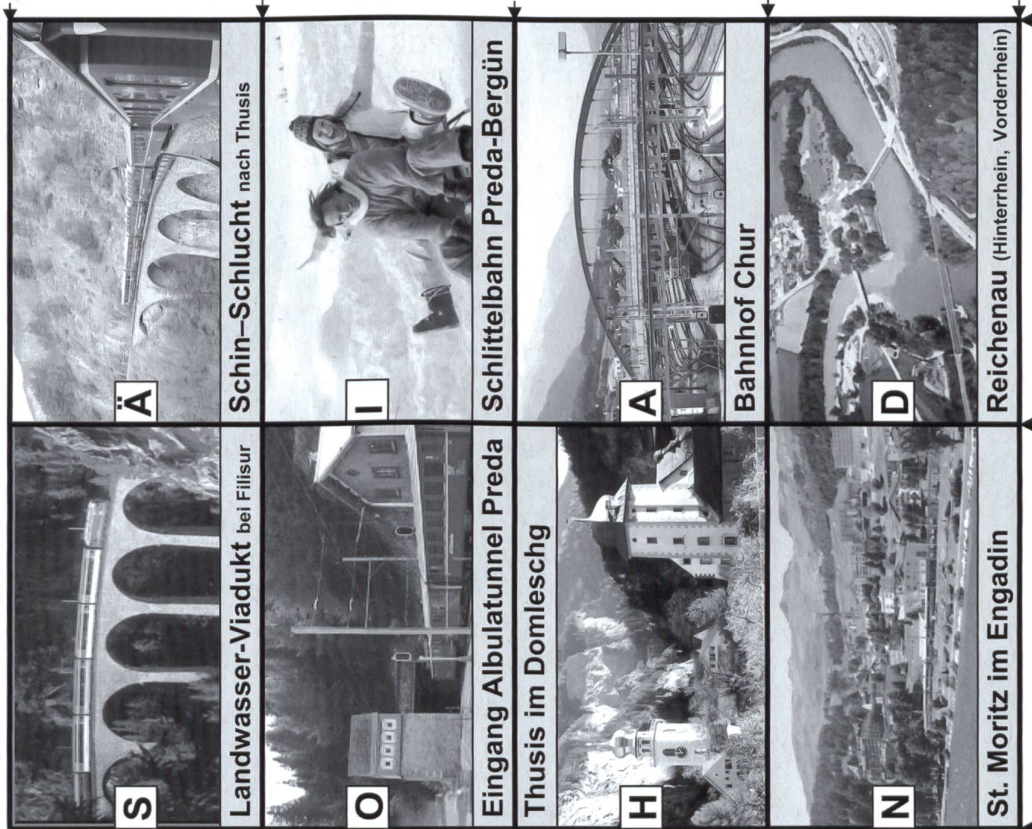 S
Landwasser-Viadukt bei Filisur
Ä
Schin–Schlucht nach Thusis
O
Eingang Albulatunnel Preda
I
Schlittelbahn Preda-Bergün
Thusis im Domleschg
H
A
Bahnhof Chur
N
St. Moritz im Engadin
D
Reichenau (Hinterrhein, Vorderrhein)